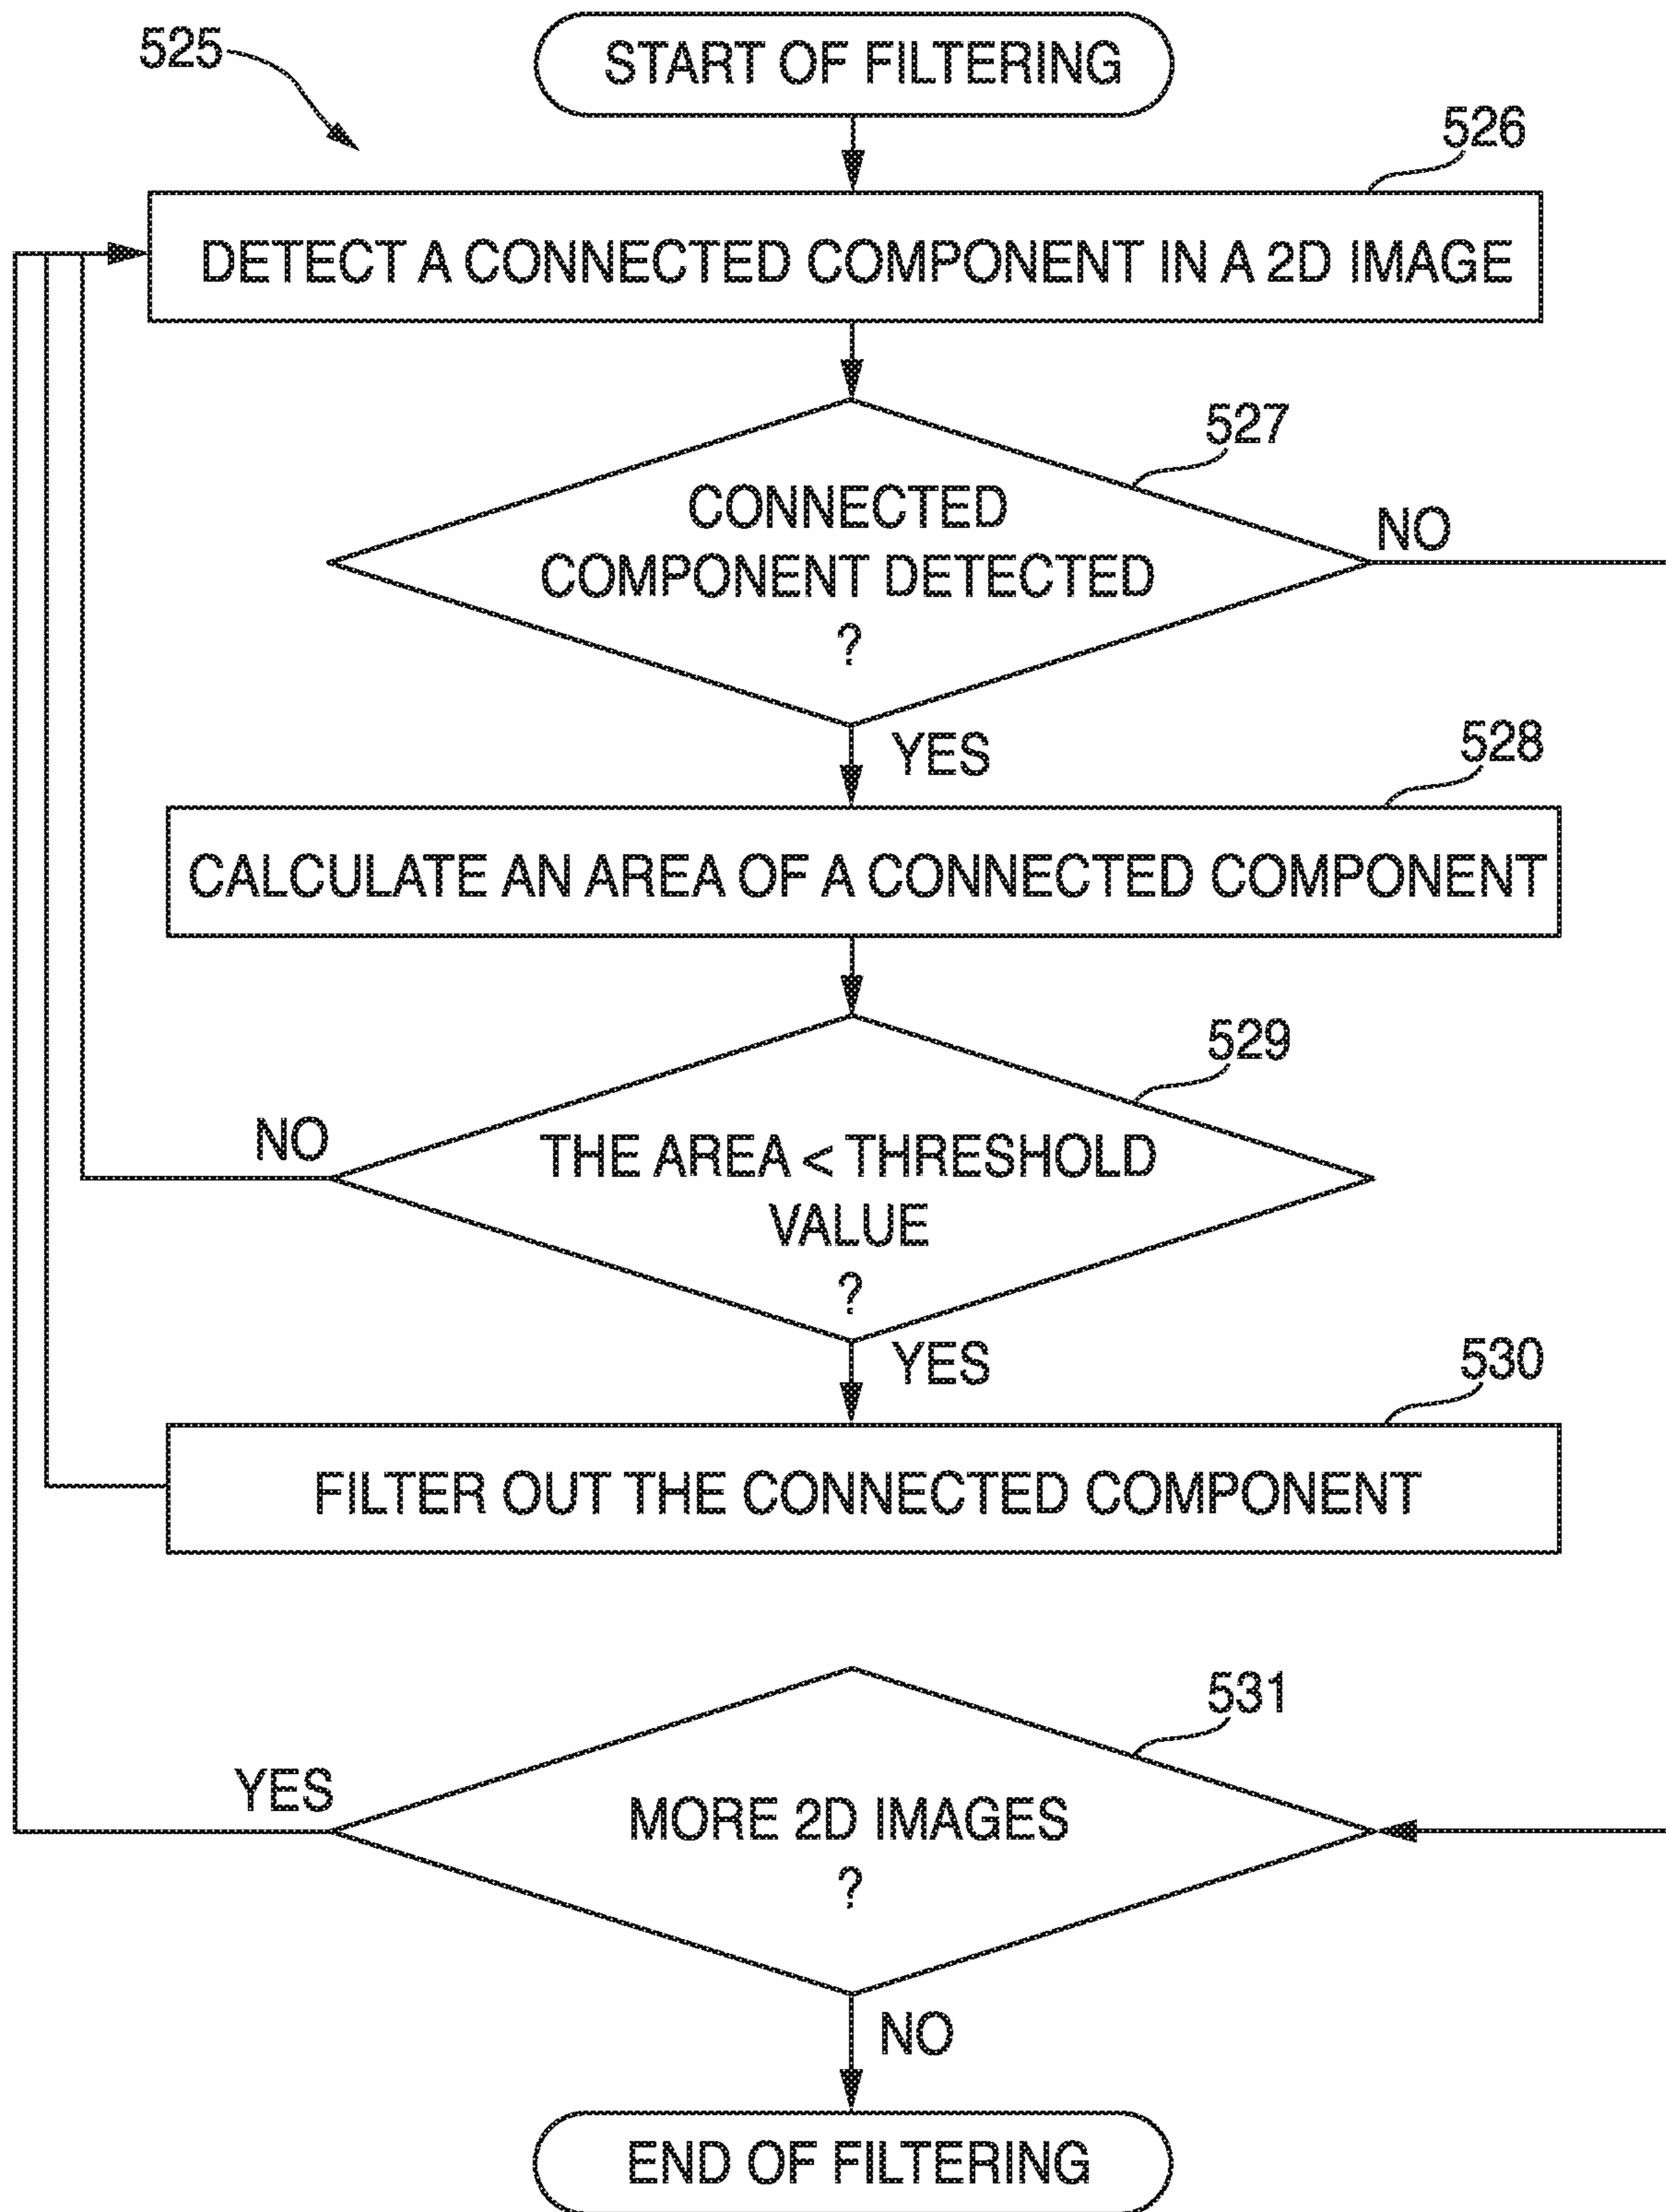 525
START OF FILTERING
526
DETECT A CONNECTED COMPONENT IN A 2D IMAGE
527
CONNECTED
COMPONENT DETECTED
?
NO
YES
528
CALCULATE AN AREA OF A CONNECTED COMPONENT
529
NO
THE AREA < THRESHOLD
VALUE
?
YES
530
FILTER OUT THE CONNECTED COMPONENT
531
YES
MORE 2D IMAGES
?
NO
END OF FILTERING